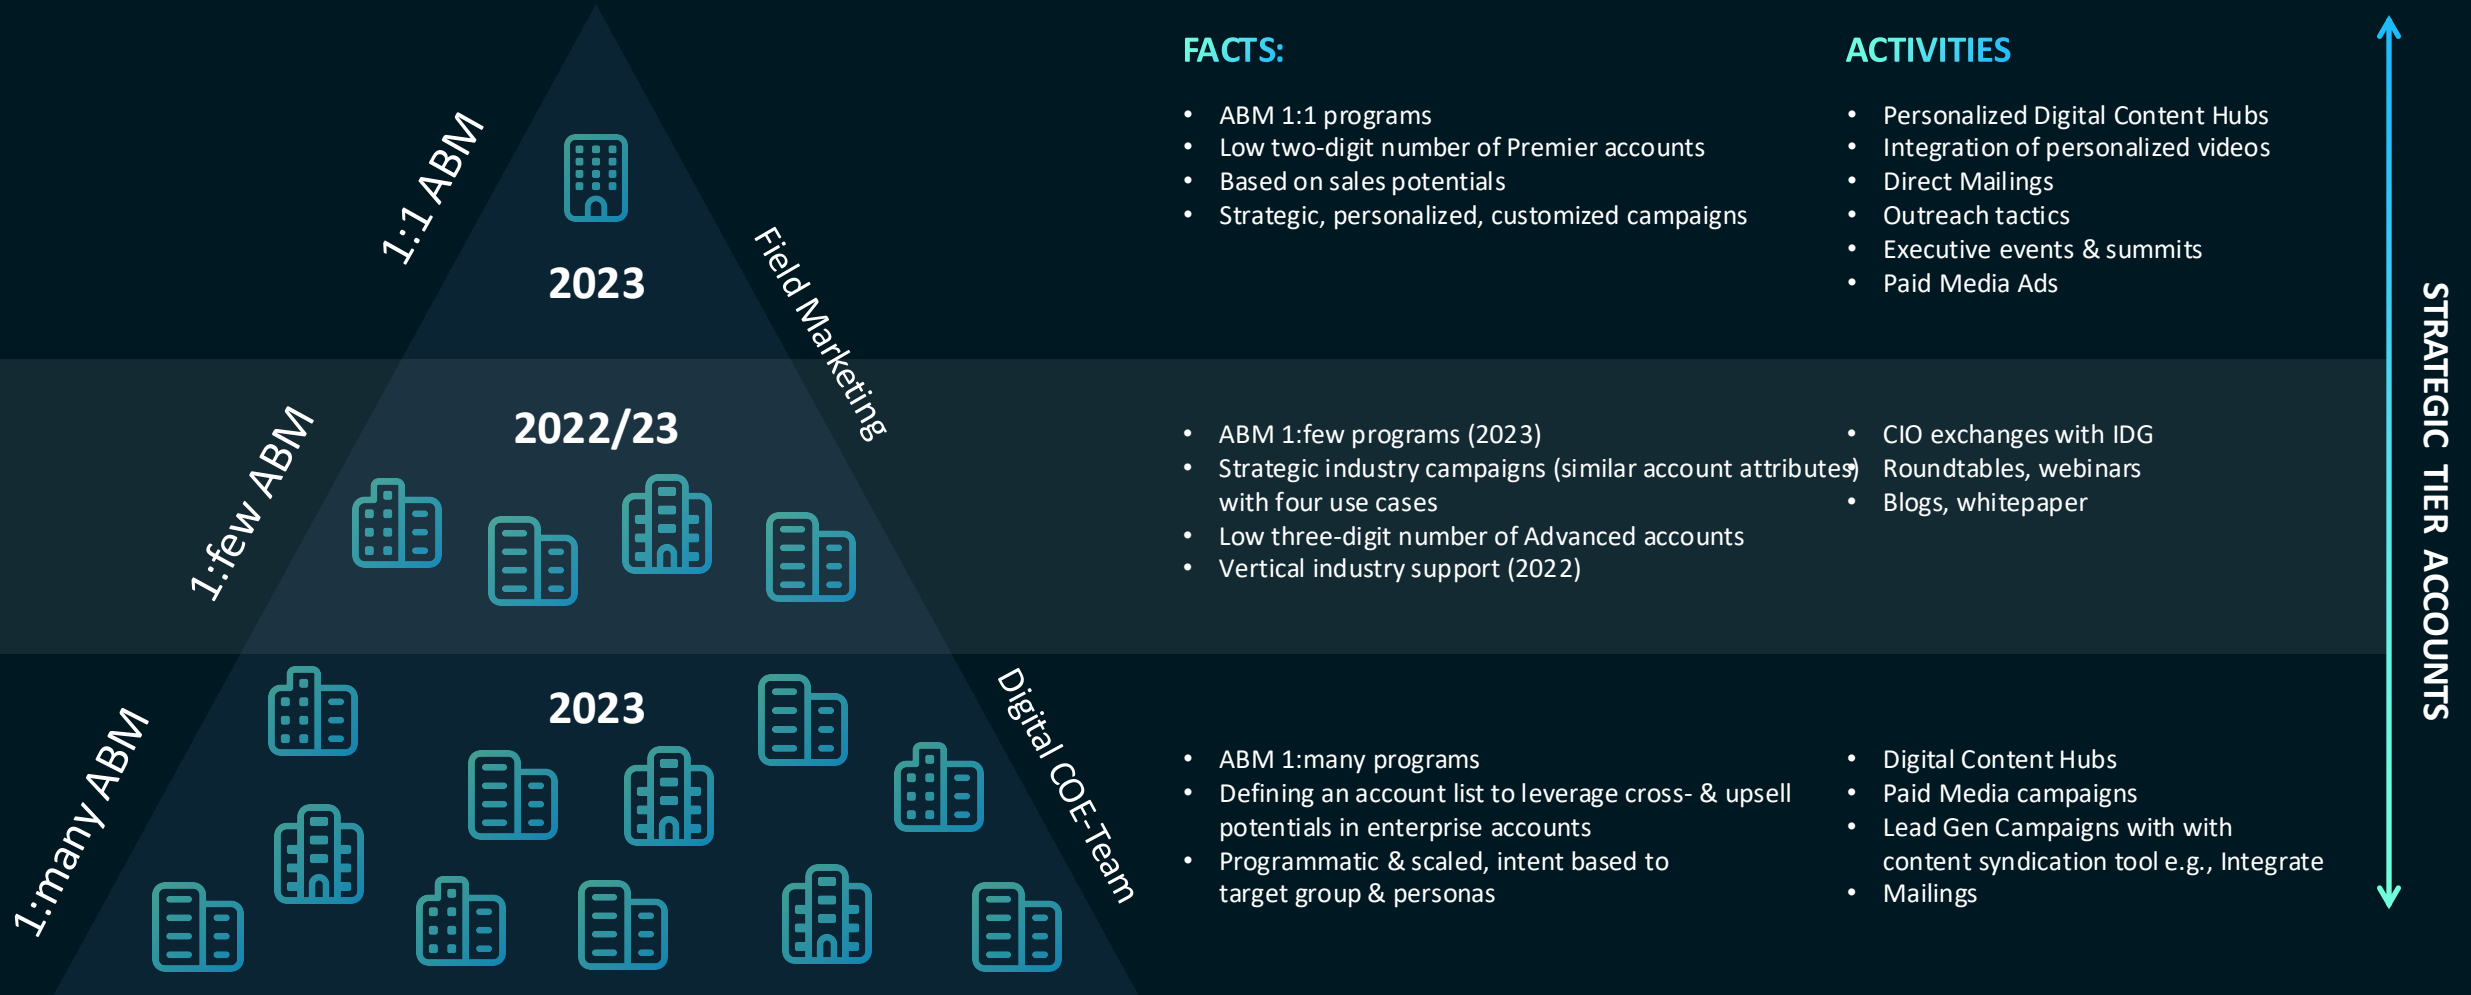 FACTS:
ACTIVITIES
1:1 ABM
2023
Field Marketing
• ABM 1:1 programs
• Low two-digit number of Premier accounts
• Based on sales potentials
• Strategic, personalized, customized campaigns
• Personalized Digital Content Hubs
• Integration of personalized videos
• Direct Mailings
• Outreach tactics
• Executive events & summits
• Paid Media Ads
1:few ABM
2022/23
• ABM 1:few programs (2023)
• Strategic industry campaigns (similar account attributes)
with four use cases
• Low three-digit number of Advanced accounts
• Vertical industry support (2022)
• CIO exchanges with IDG
• Roundtables, webinars
• Blogs, whitepaper
1:many ABM
2023
Digital COE-Team
• ABM 1:many programs
• Defining an account list to leverage cross- & upsell
potentials in enterprise accounts
• Programmatic & scaled, intent based to
target group & personas
• Digital Content Hubs
• Paid Media campaigns
• Lead Gen Campaigns with with
content syndication tool e.g., Integrate
• Mailings
STRATEGIC TIER ACCOUNTS